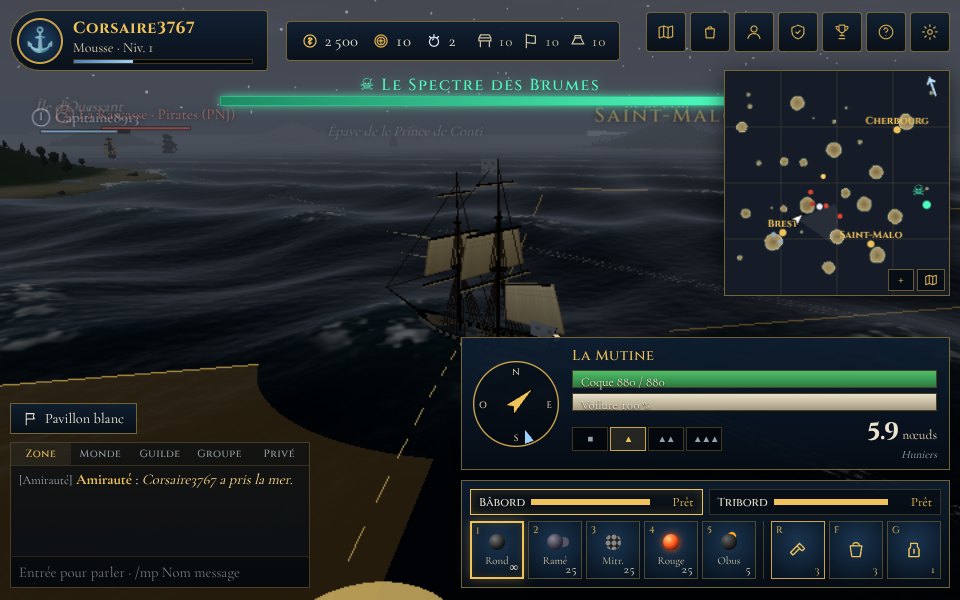 Corsaire3767
Mousse · Niv. 1
2 500
10
2
10
10
10
☠ Le Spectre des Brumes
Île d'Ouessant
Capitaine8913
Pirates (PNJ)
Épave de le Prince de Conti
Saint-Malo
Cherbourg
Brest
Saint-Malo
+
La Mutine
N
O
E
S
Coque 880 / 880
Voilure 100 %
5.9 nœuds
Huniers
Pavillon blanc
Zone
Monde
Guilde
Groupe
Privé
[Amirauté] Amirauté : Corsaire3767 a pris la mer.
Entrée pour parler · /mp Nom message
Bâbord
Prêt
Tribord
Prêt
1
Rond
∞
2
Ramé
25
3
Mitr.
25
4
Rouge
25
5
Obus
5
R
3
F
3
G
1